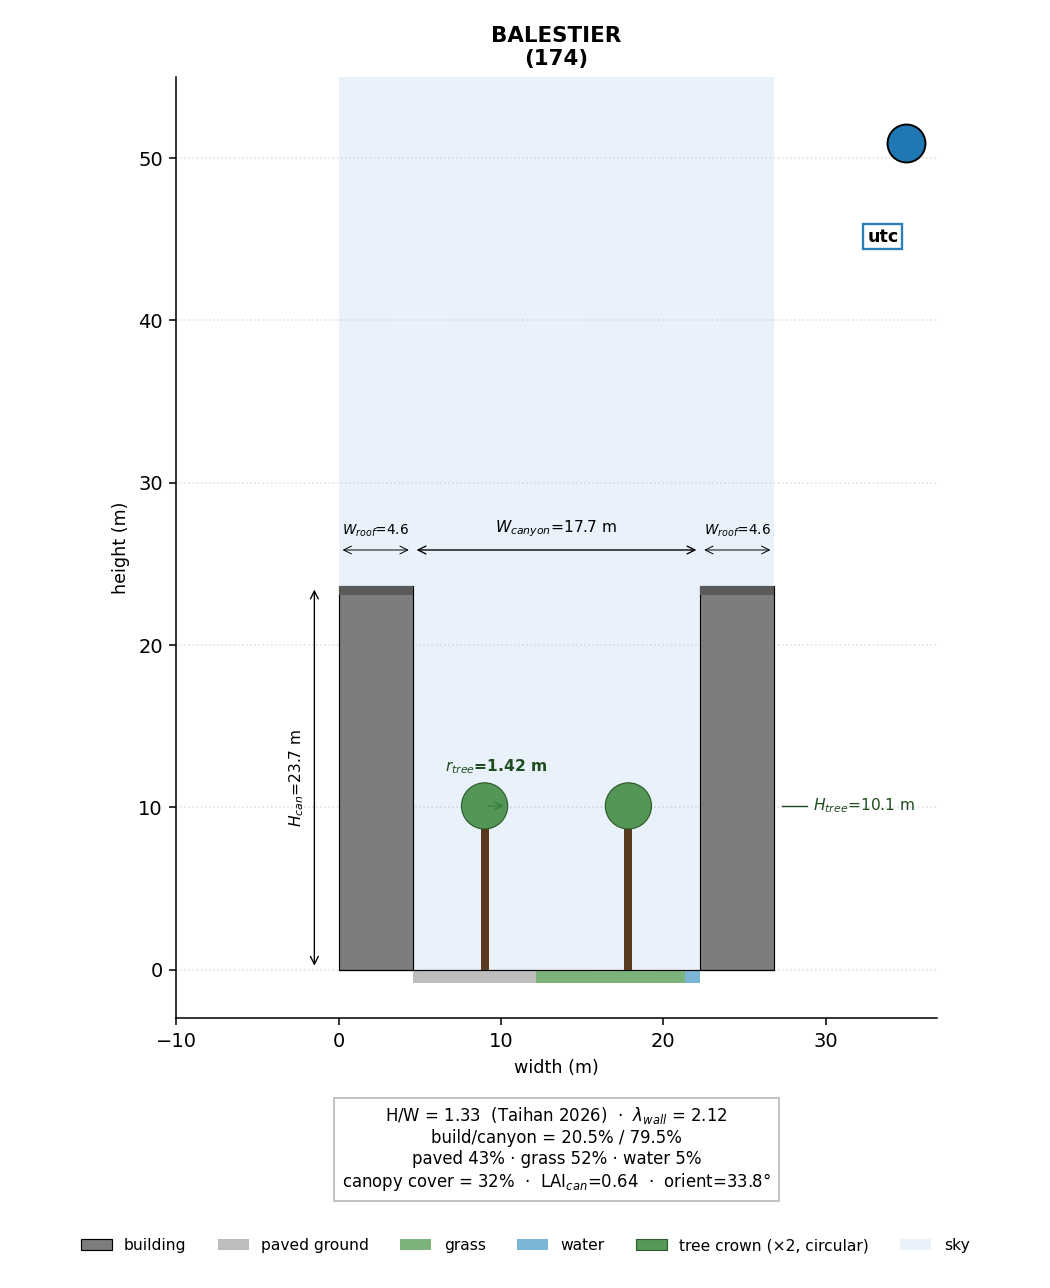 BALESTIER
(174)
50
utc
40
height (m)
30
W_roof=4.6
W_canyon=17.7 m
W_roof=4.6
20
H_can=23.7 m
r_tree=1.42 m
10
H_tree=10.1 m
0
−10 0 10 20 30
width (m)
H/W = 1.33 (Taihan 2026) · λ_wall = 2.12
build/canyon = 20.5% / 79.5%
paved 43% · grass 52% · water 5%
canopy cover = 32% · LAI_can=0.64 · orient=33.8°
building paved ground grass water tree crown (×2, circular) sky